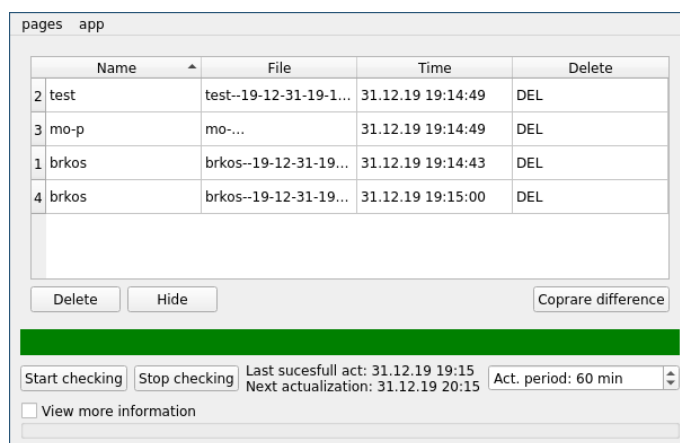 pages app
Name File Time Delete
2 test test--19-12-31-19-1... 31.12.19 19:14:49 DEL
3 mo-p mo-... 31.12.19 19:14:49 DEL
1 brkos brkos--19-12-31-19... 31.12.19 19:14:43 DEL
4 brkos brkos--19-12-31-19... 31.12.19 19:15:00 DEL
Delete Hide Coprare difference
Start checking Stop checking Last sucesfull act: 31.12.19 19:15 Act. period: 60 min
Next actualization: 31.12.19 20:15
View more information